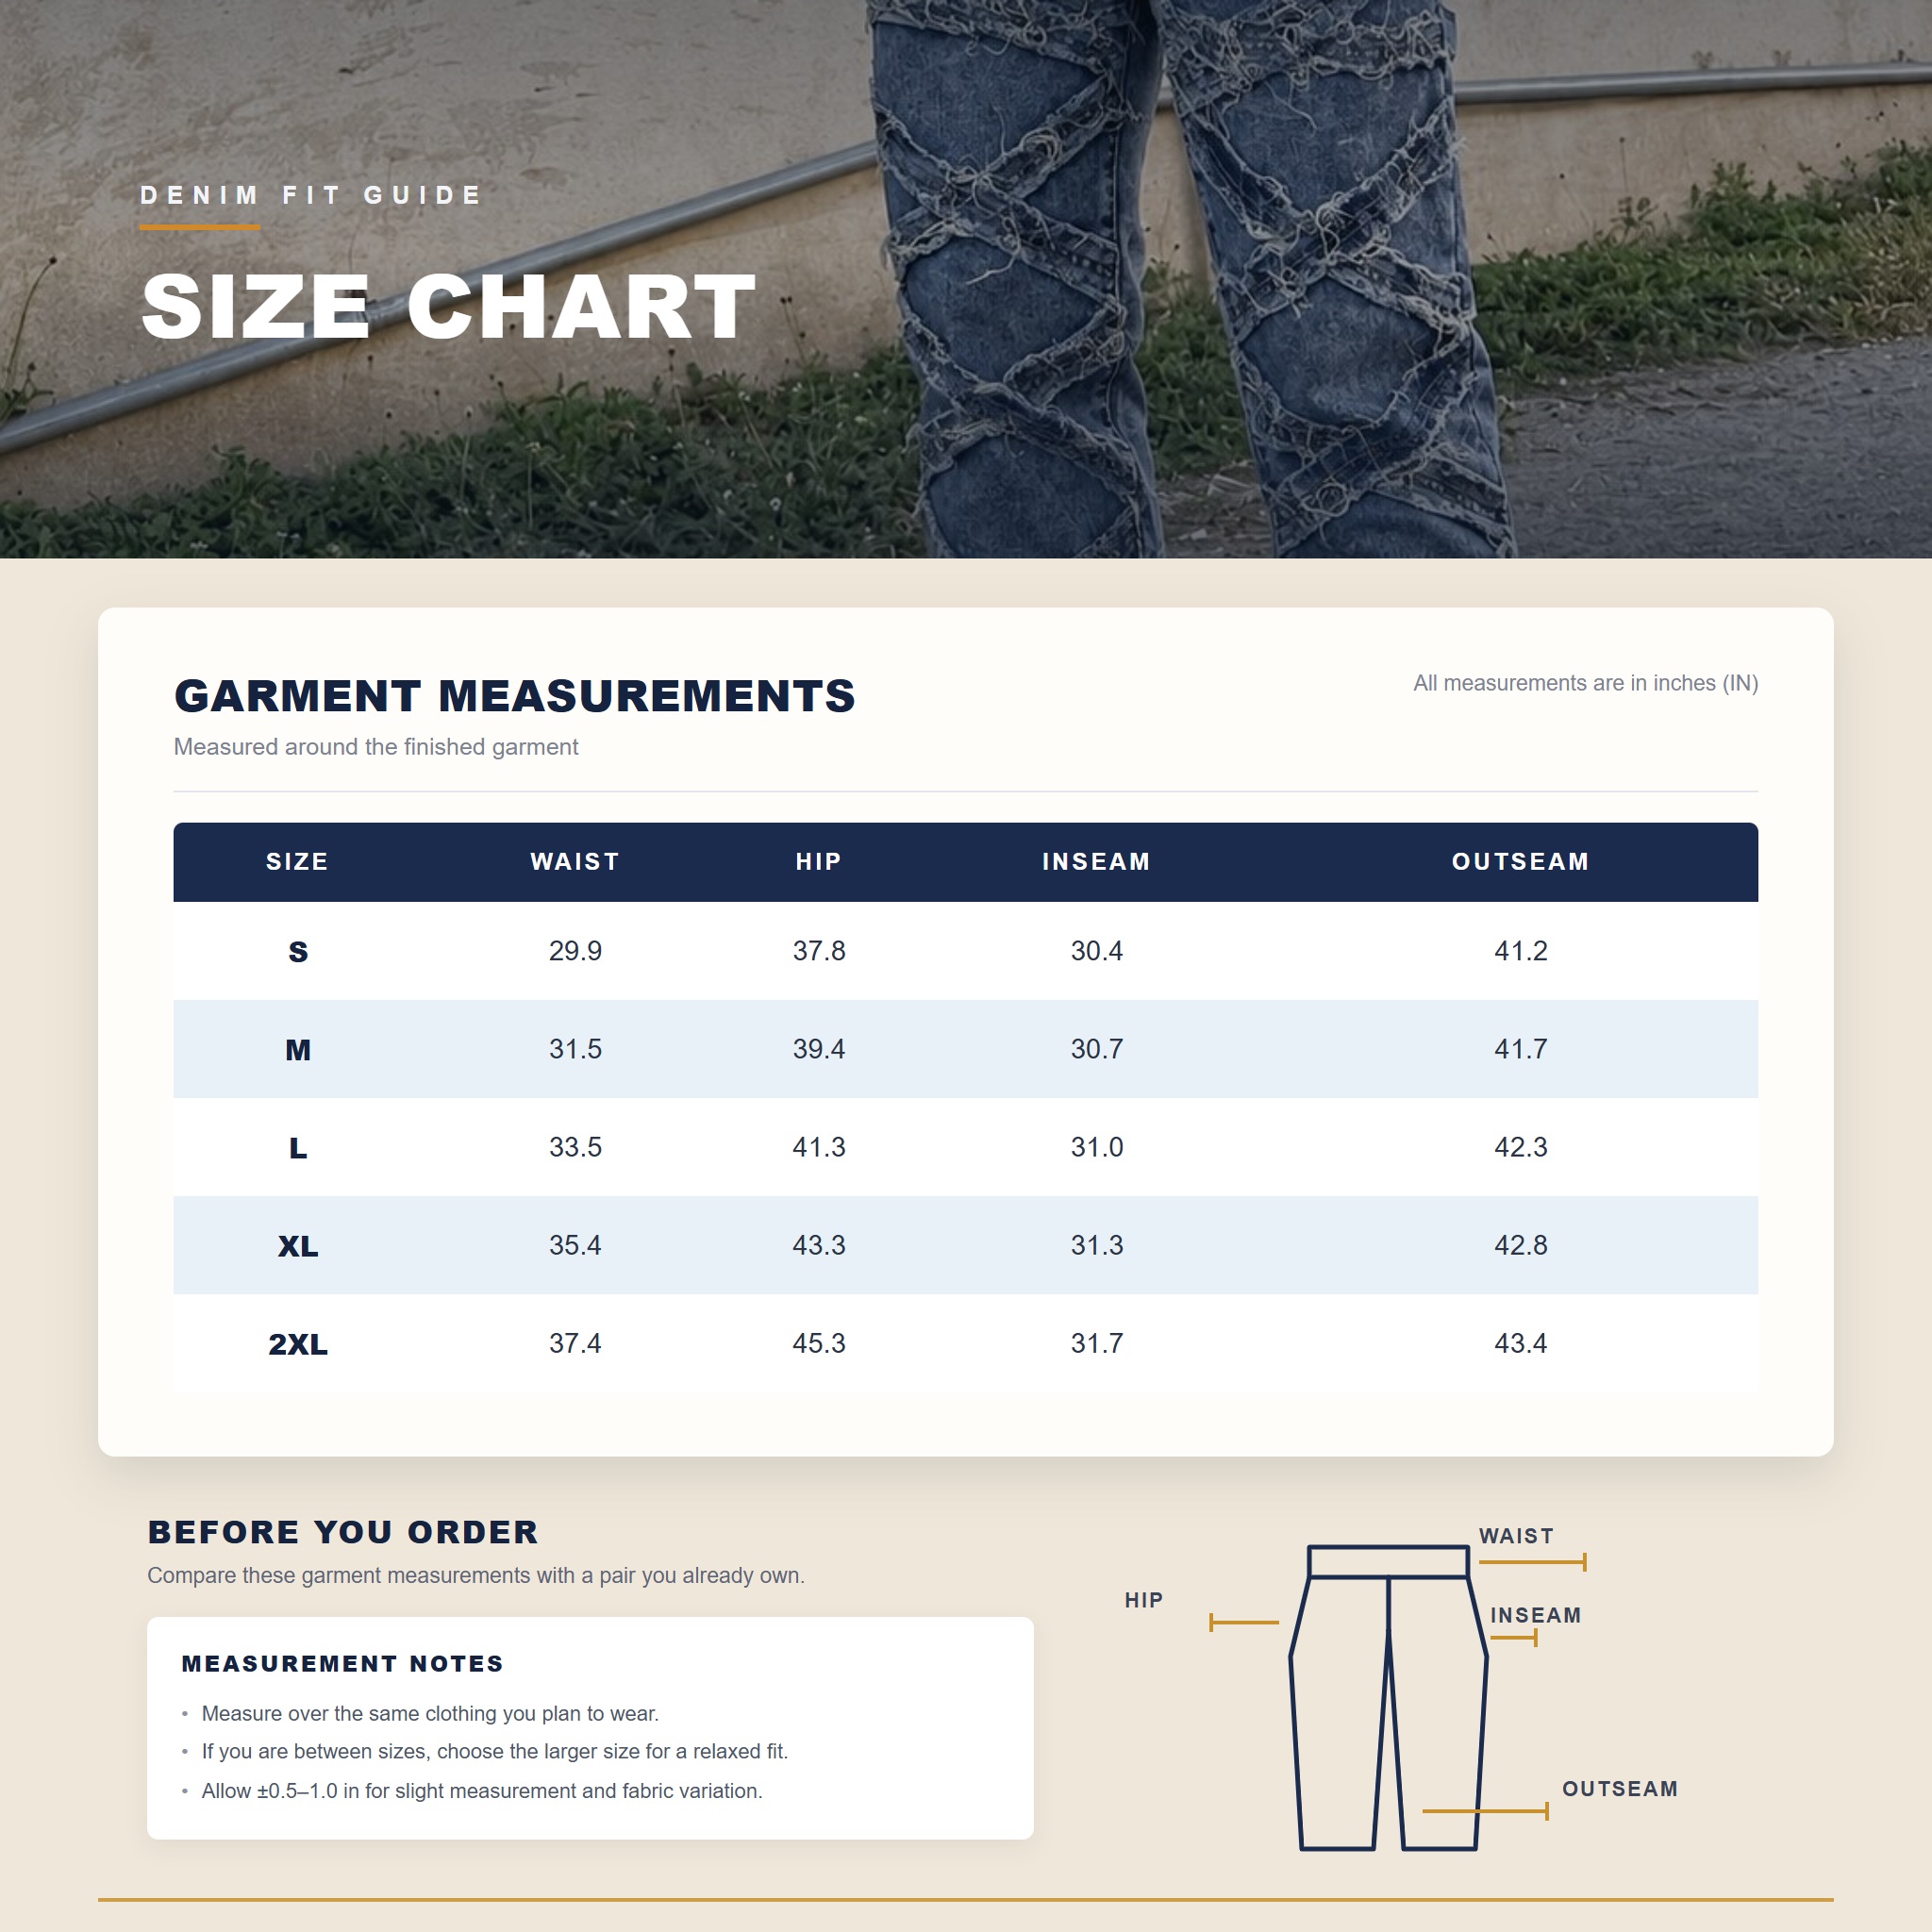 DENIM FIT GUIDE
SIZE CHART
GARMENT MEASUREMENTS
All measurements are in inches (IN)
Measured around the finished garment
SIZE WAIST HIP INSEAM OUTSEAM
S 29.9 37.8 30.4 41.2
M 31.5 39.4 30.7 41.7
L 33.5 41.3 31.0 42.3
XL 35.4 43.3 31.3 42.8
2XL 37.4 45.3 31.7 43.4
BEFORE YOU ORDER
Compare these garment measurements with a pair you already own.
MEASUREMENT NOTES
• Measure over the same clothing you plan to wear.
• If you are between sizes, choose the larger size for a relaxed fit.
• Allow ±0.5–1.0 in for slight measurement and fabric variation.
WAIST
HIP
INSEAM
OUTSEAM